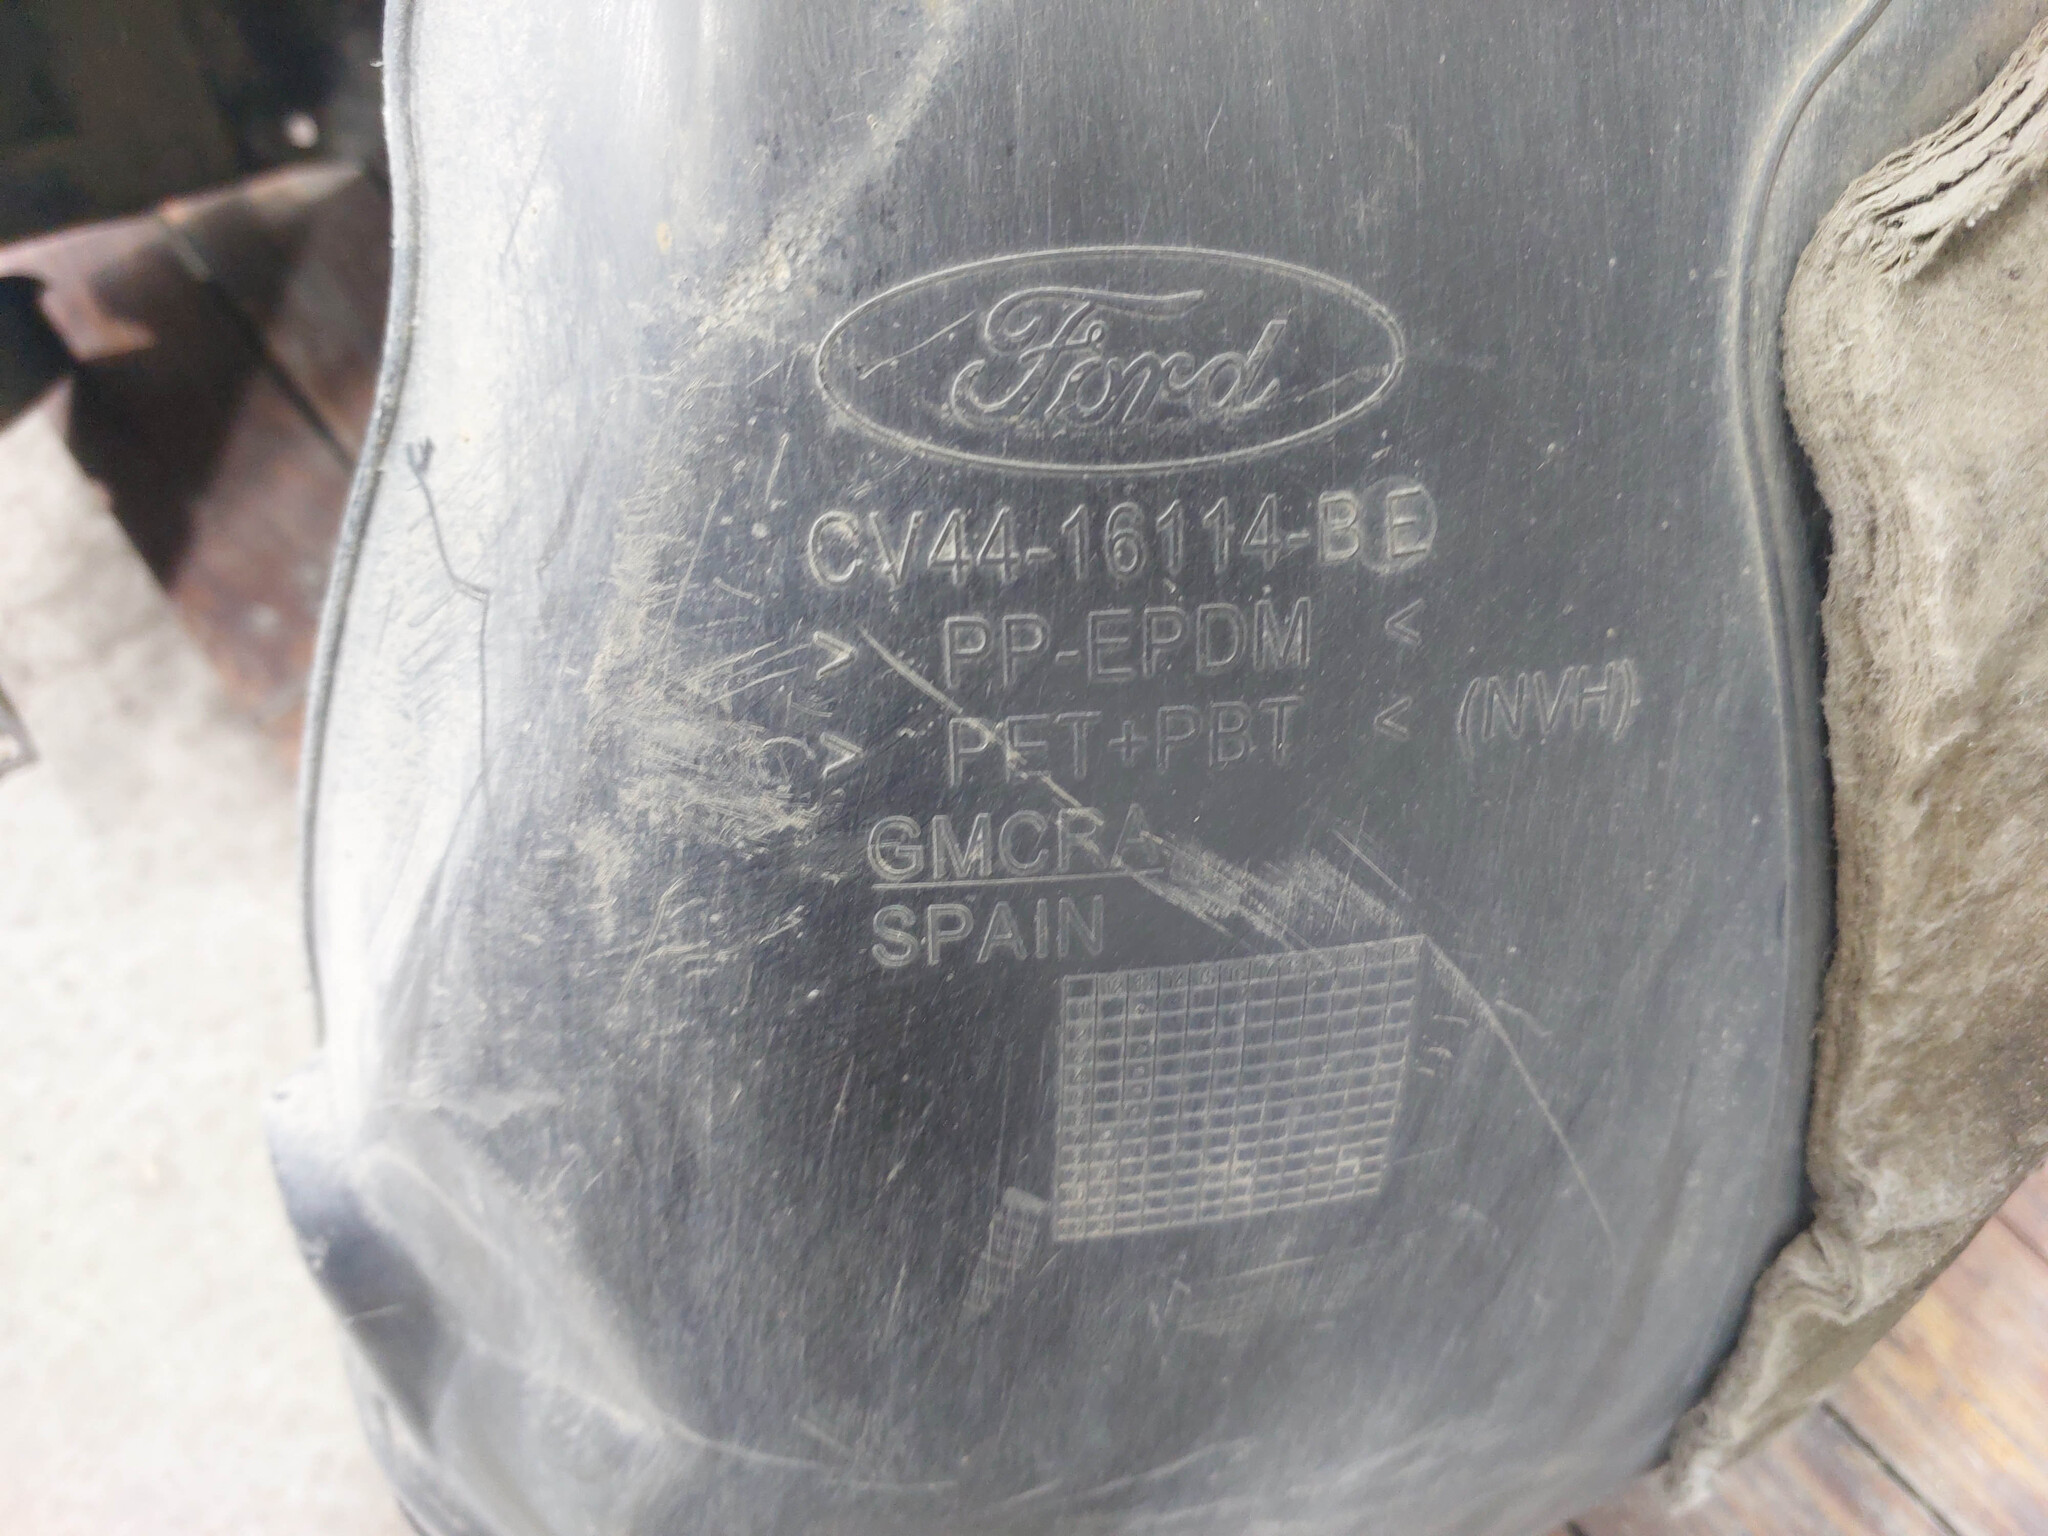 Ford
CV44-16114-BE
> PP-EPDM <
> PET+PBT < (NVH)
GMCRA
SPAIN